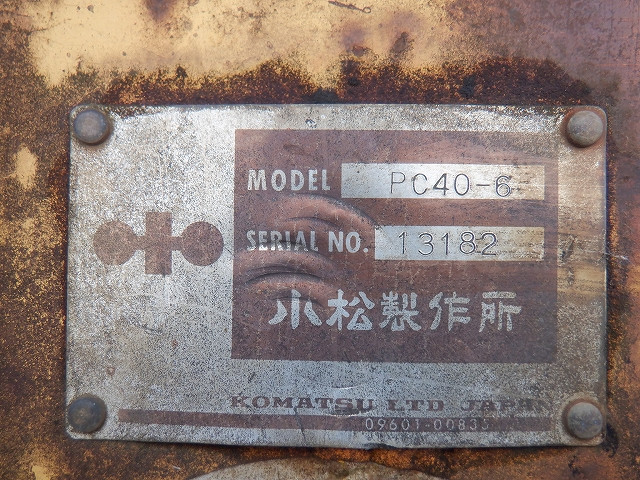 MODEL PC40-6
SERIAL NO. 13182
小松製作所
KOMATSU LTD JAPAN
09601-00835